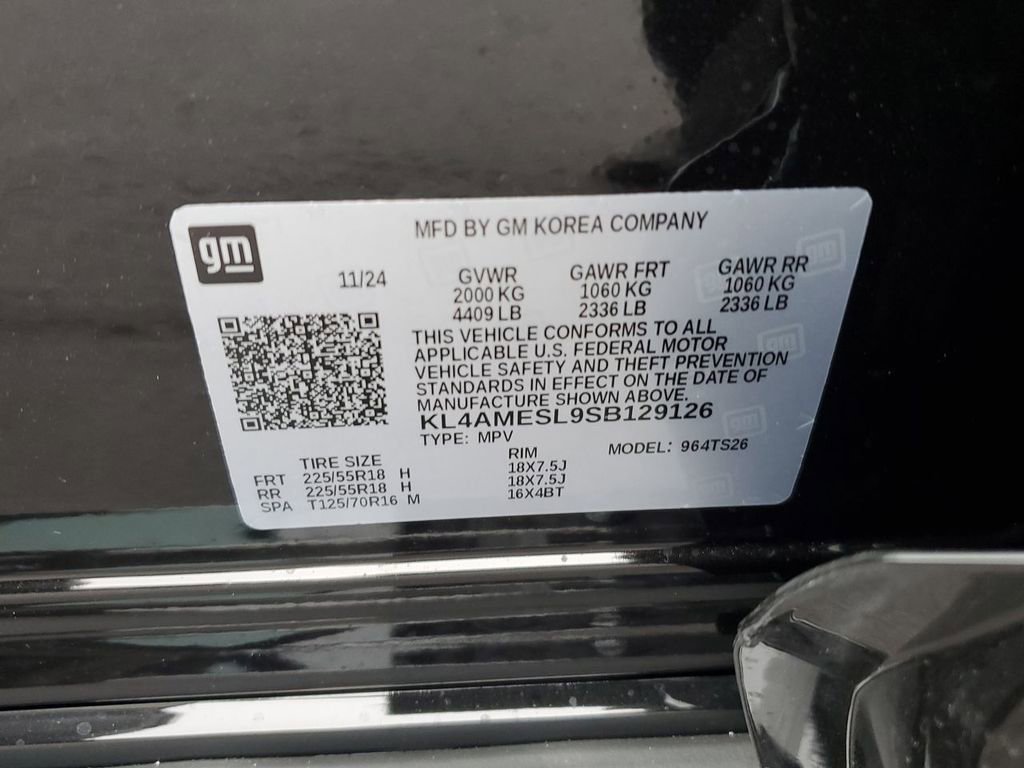 gm
MFD BY GM KOREA COMPANY
11/24
GVWR GAWR FRT GAWR RR
2000 KG 1060 KG 1060 KG
4409 LB 2336 LB 2336 LB
THIS VEHICLE CONFORMS TO ALL
APPLICABLE U.S. FEDERAL MOTOR
VEHICLE SAFETY AND THEFT PREVENTION
STANDARDS IN EFFECT ON THE DATE OF
MANUFACTURE SHOWN ABOVE.
KL4AMESL9SB129126
TYPE: MPV MODEL: 964TS26
TIRE SIZE RIM
FRT 225/55R18 H 18X7.5J
RR 225/55R18 H 18X7.5J
SPA T125/70R16 M 16X4BT